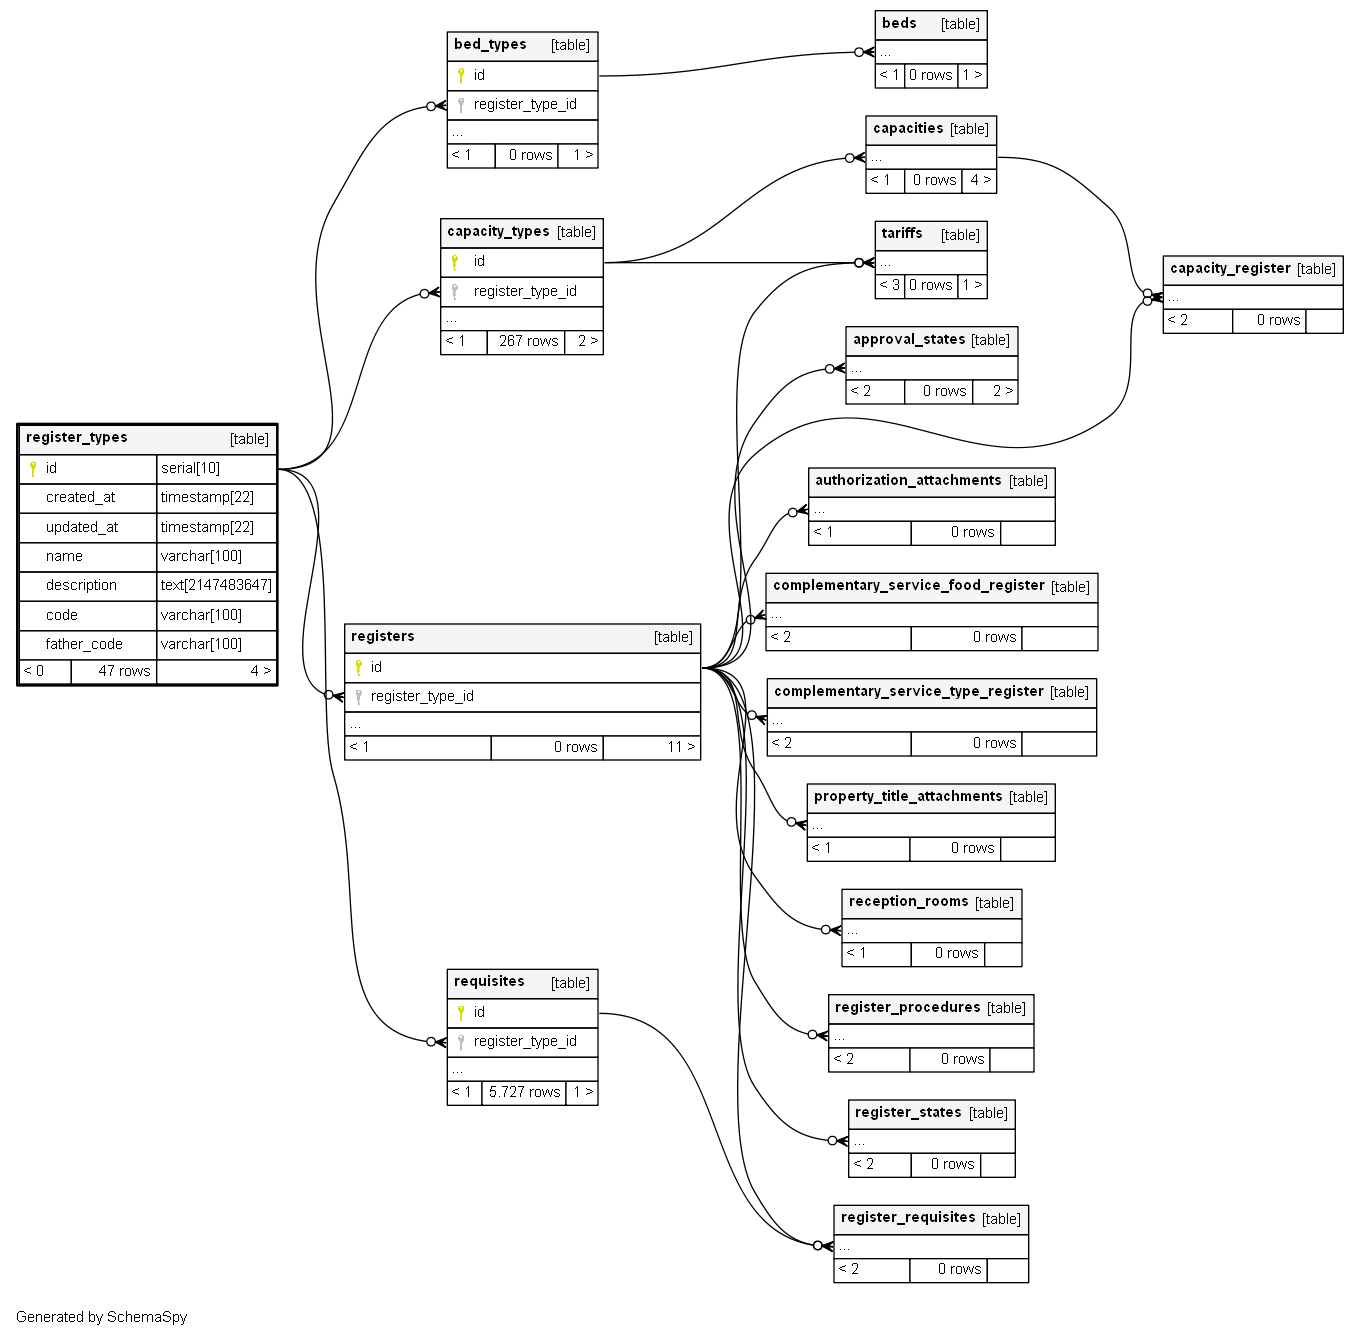 beds [table]
...
< 1 0 rows 1 >
bed_types [table]
id
register_type_id
...
< 1 0 rows 1 >
capacities [table]
...
< 1 0 rows 4 >
capacity_types [table]
id
register_type_id
...
< 1 267 rows 2 >
tariffs [table]
...
< 3 0 rows 1 >
capacity_register [table]
...
< 2 0 rows
approval_states [table]
...
< 2 0 rows 2 >
register_types [table]
id serial[10]
created_at timestamp[22]
updated_at timestamp[22]
name varchar[100]
description text[2147483647]
code varchar[100]
father_code varchar[100]
< 0 47 rows 4 >
authorization_attachments [table]
...
< 1 0 rows
complementary_service_food_register [table]
...
< 2 0 rows
registers [table]
id
register_type_id
...
< 1 0 rows 11 >
complementary_service_type_register [table]
...
< 2 0 rows
property_title_attachments [table]
...
< 1 0 rows
reception_rooms [table]
...
< 1 0 rows
requisites [table]
id
register_type_id
...
< 1 5.727 rows 1 >
register_procedures [table]
...
< 2 0 rows
register_states [table]
...
< 2 0 rows
register_requisites [table]
...
< 2 0 rows
Generated by SchemaSpy